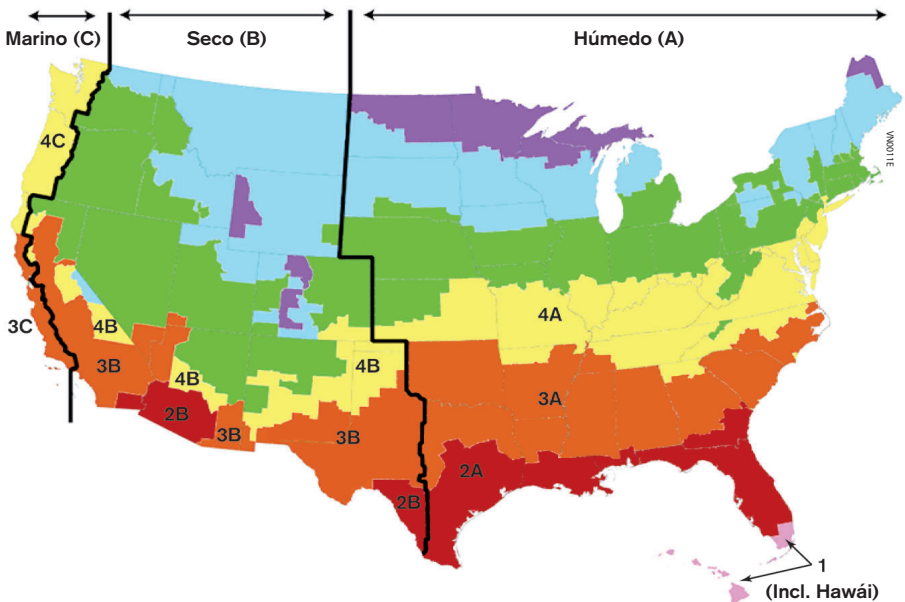 Marino (C)
Seco (B)
Húmedo (A)
VN0011E
4C
3C
4B
4A
3B
4B
4B
3A
2B
3B
3B
2A
2B
1
(Incl. Hawái)